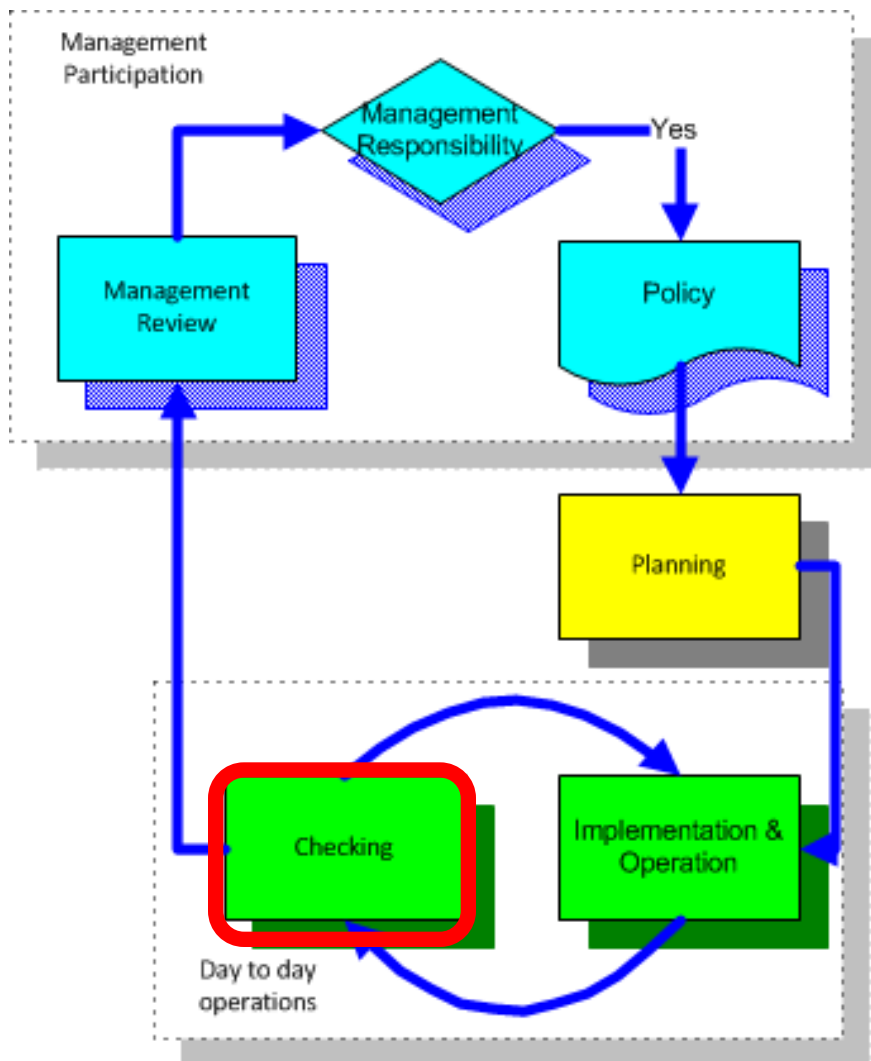 Management
Participation
Management
Responsibility
Yes
Management
Review
Policy
Planning
Checking
Implementation &
Operation
Day to day
operations